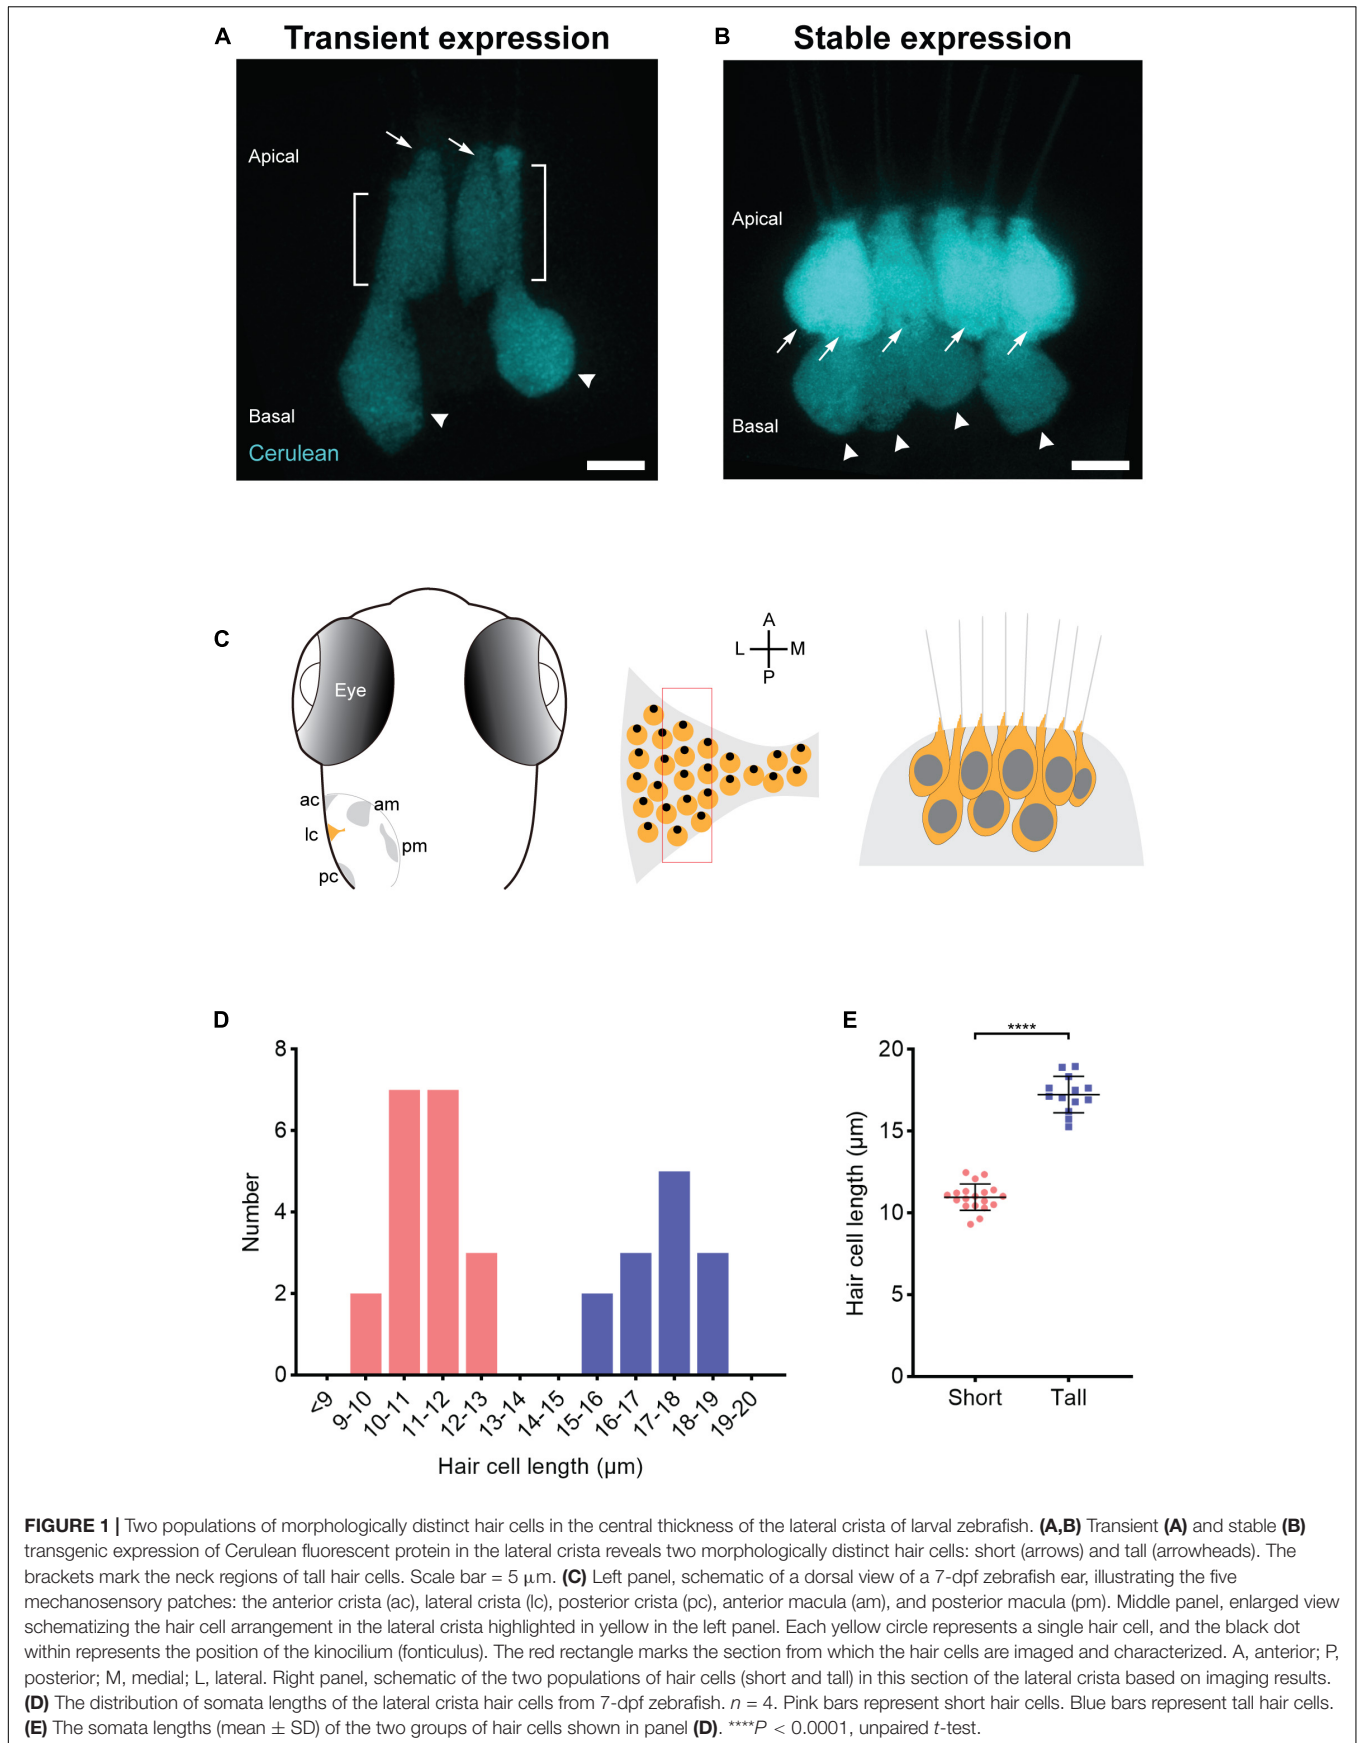 A Transient expression
B Stable expression
Apical
Basal
Cerulean
Apical
Basal
C
Eye
ac
am
lc
pm
pc
A
L M
P
D
8
6
4
2
0
Number
<9 9-10 10-11 11-12 12-13 13-14 14-15 15-16 16-17 17-18 18-19 19-20
Hair cell length (µm)
E
****
20
15
10
5
0
Hair cell length (µm)
Short Tall
FIGURE 1 | Two populations of morphologically distinct hair cells in the central thickness of the lateral crista of larval zebrafish. (A,B) Transient (A) and stable (B)
transgenic expression of Cerulean fluorescent protein in the lateral crista reveals two morphologically distinct hair cells: short (arrows) and tall (arrowheads). The
brackets mark the neck regions of tall hair cells. Scale bar = 5 µm. (C) Left panel, schematic of a dorsal view of a 7-dpf zebrafish ear, illustrating the five
mechanosensory patches: the anterior crista (ac), lateral crista (lc), posterior crista (pc), anterior macula (am), and posterior macula (pm). Middle panel, enlarged view
schematizing the hair cell arrangement in the lateral crista highlighted in yellow in the left panel. Each yellow circle represents a single hair cell, and the black dot
within represents the position of the kinocilium (fonticulus). The red rectangle marks the section from which the hair cells are imaged and characterized. A, anterior; P,
posterior; M, medial; L, lateral. Right panel, schematic of the two populations of hair cells (short and tall) in this section of the lateral crista based on imaging results.
(D) The distribution of somata lengths of the lateral crista hair cells from 7-dpf zebrafish. n = 4. Pink bars represent short hair cells. Blue bars represent tall hair cells.
(E) The somata lengths (mean ± SD) of the two groups of hair cells shown in panel (D). ****P < 0.0001, unpaired t-test.